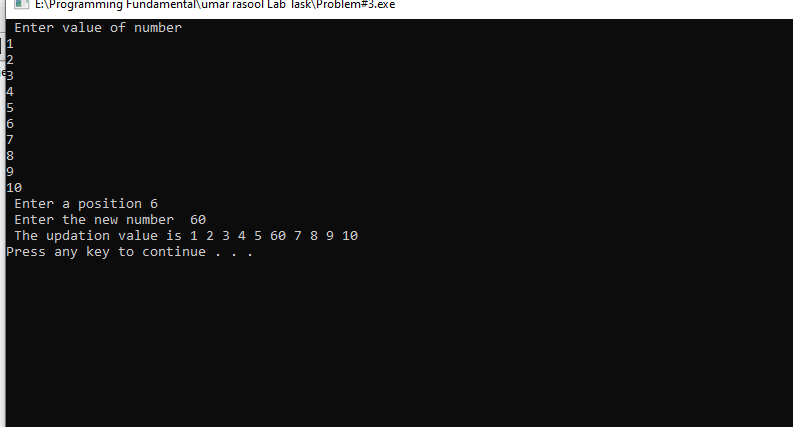 E:\Programming Fundamental\umar rasool Lab Task\Problem#3.exe
Enter value of number
1
2
3
4
5
6
7
8
9
10
Enter a position 6
Enter the new number  60
The updation value is 1 2 3 4 5 60 7 8 9 10
Press any key to continue . . .